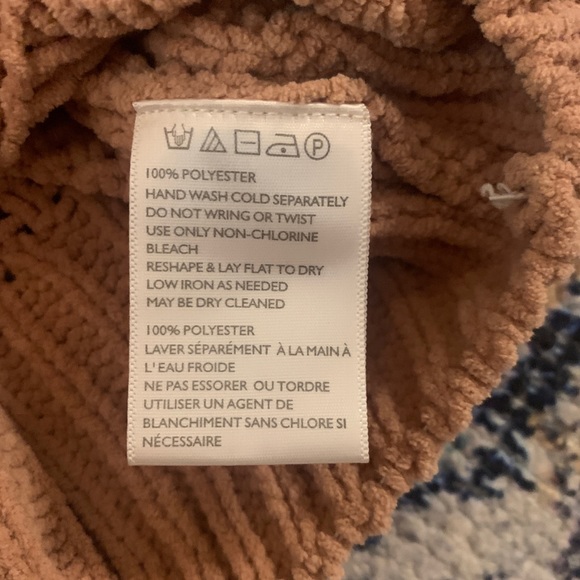 P
100% POLYESTER
HAND WASH COLD SEPARATELY
DO NOT WRING OR TWIST
USE ONLY NON-CHLORINE
BLEACH
RESHAPE & LAY FLAT TO DRY
LOW IRON AS NEEDED
MAY BE DRY CLEANED
100% POLYESTER
LAVER SÉPARÉMENT À LA MAIN À
L'EAU FROIDE
NE PAS ESSORER OU TORDRE
UTILISER UN AGENT DE
BLANCHIMENT SANS CHLORE SI
NÉCESSAIRE